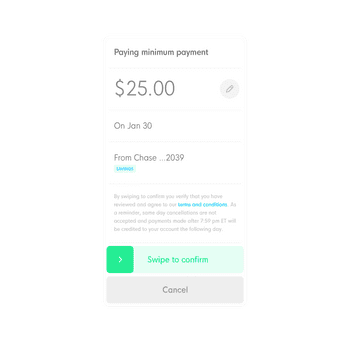 Paying minimum payment
$25.00
On Jan 30
From Chase ...2039
By swiping to confirm you verify that you have
reviewed and agree to our terms and conditions. As
a reminder, same day cancellations are not
accepted and payments made after 7:59 pm ET will
be credited to your account the following day.
Swipe to confirm
Cancel